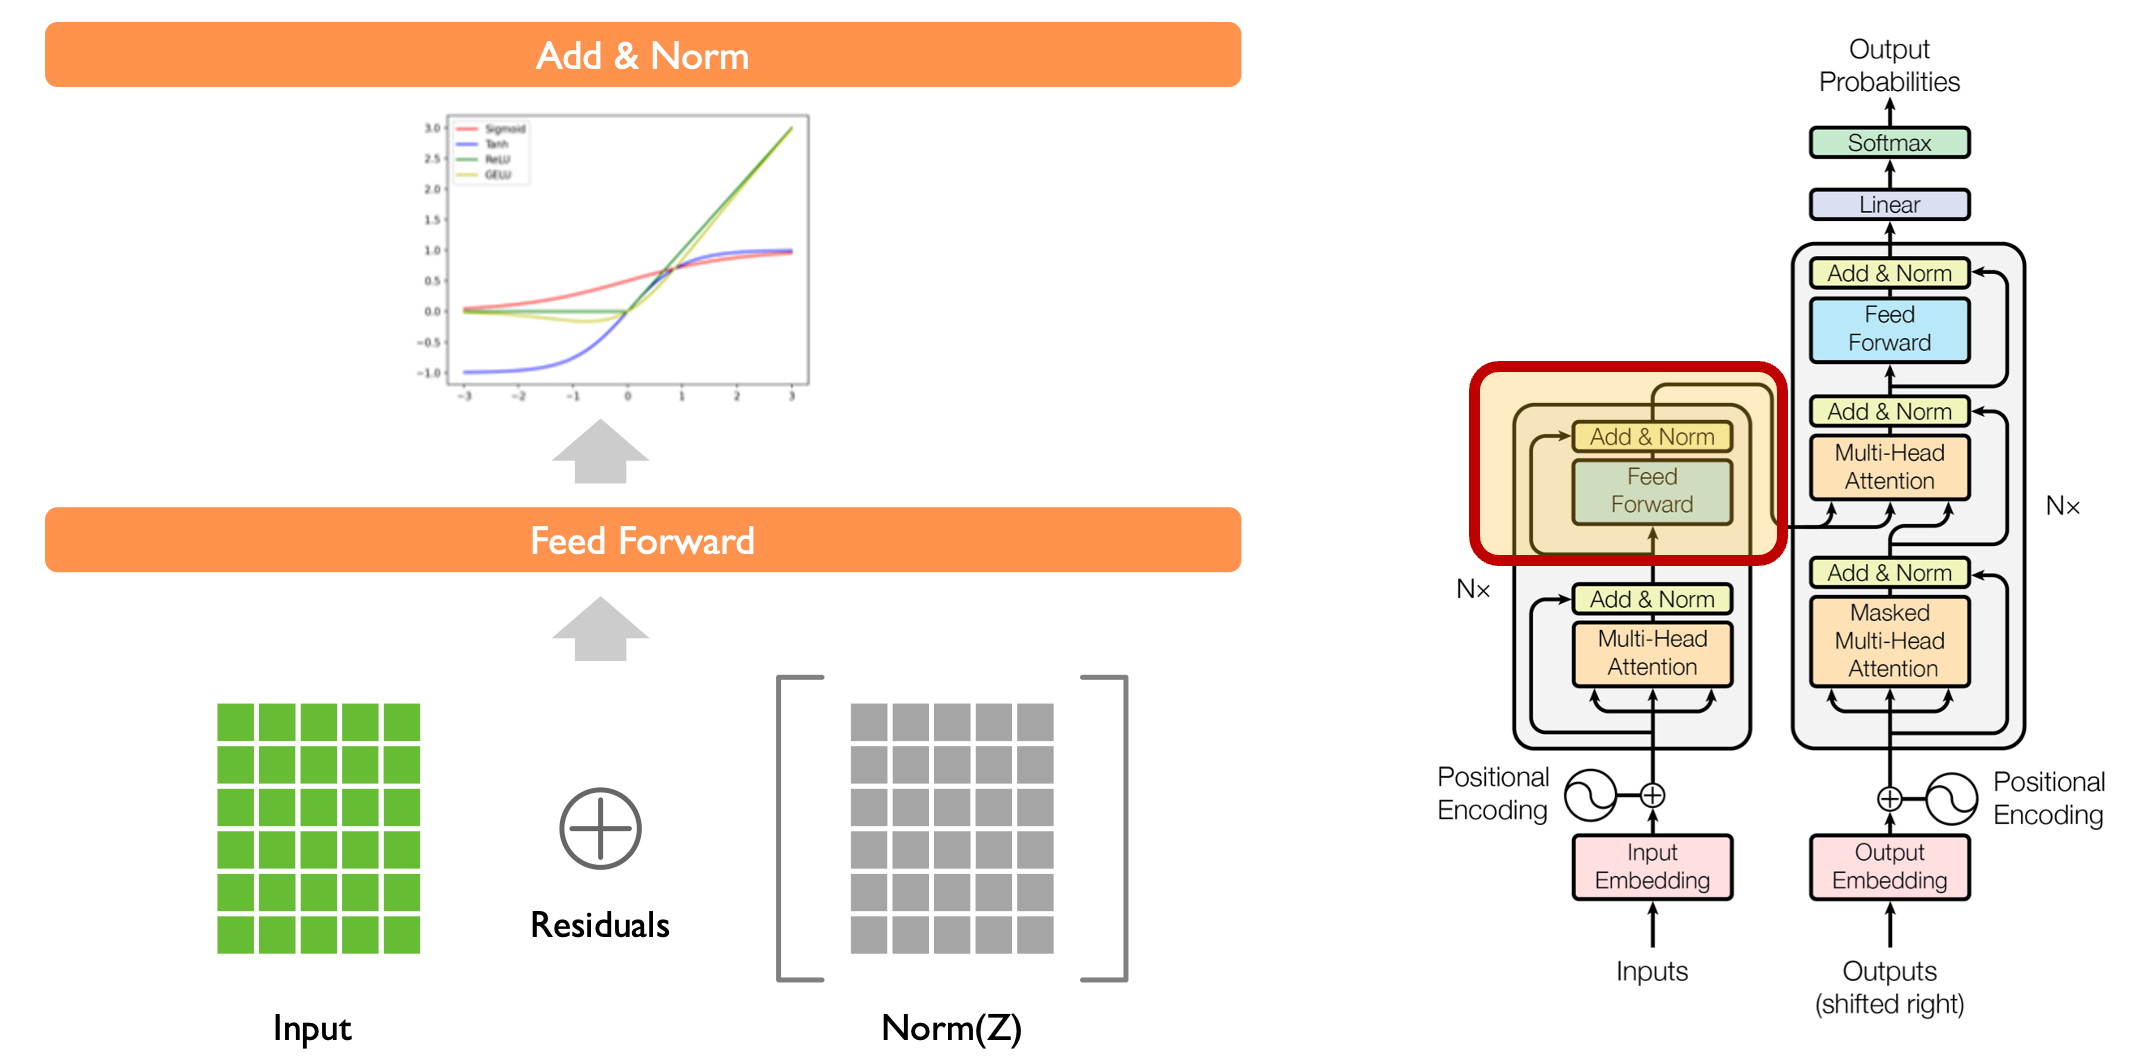 Add & Norm
3.0
2.5
2.0
1.5
1.0
0.5
0.0
−0.5
−1.0
Sigmoid
Tanh
ReLU
GELU
−3 −2 −1 0 1 2 3
Feed Forward
Residuals
Input
Norm(Z)
Output
Probabilities
Softmax
Linear
Add & Norm
Feed
Forward
Add & Norm
Multi-Head
Attention
N×
Add & Norm
Masked
Multi-Head
Attention
Positional
Encoding
Output
Embedding
Outputs
(shifted right)
Add & Norm
Feed
Forward
N×
Add & Norm
Multi-Head
Attention
Positional
Encoding
Input
Embedding
Inputs